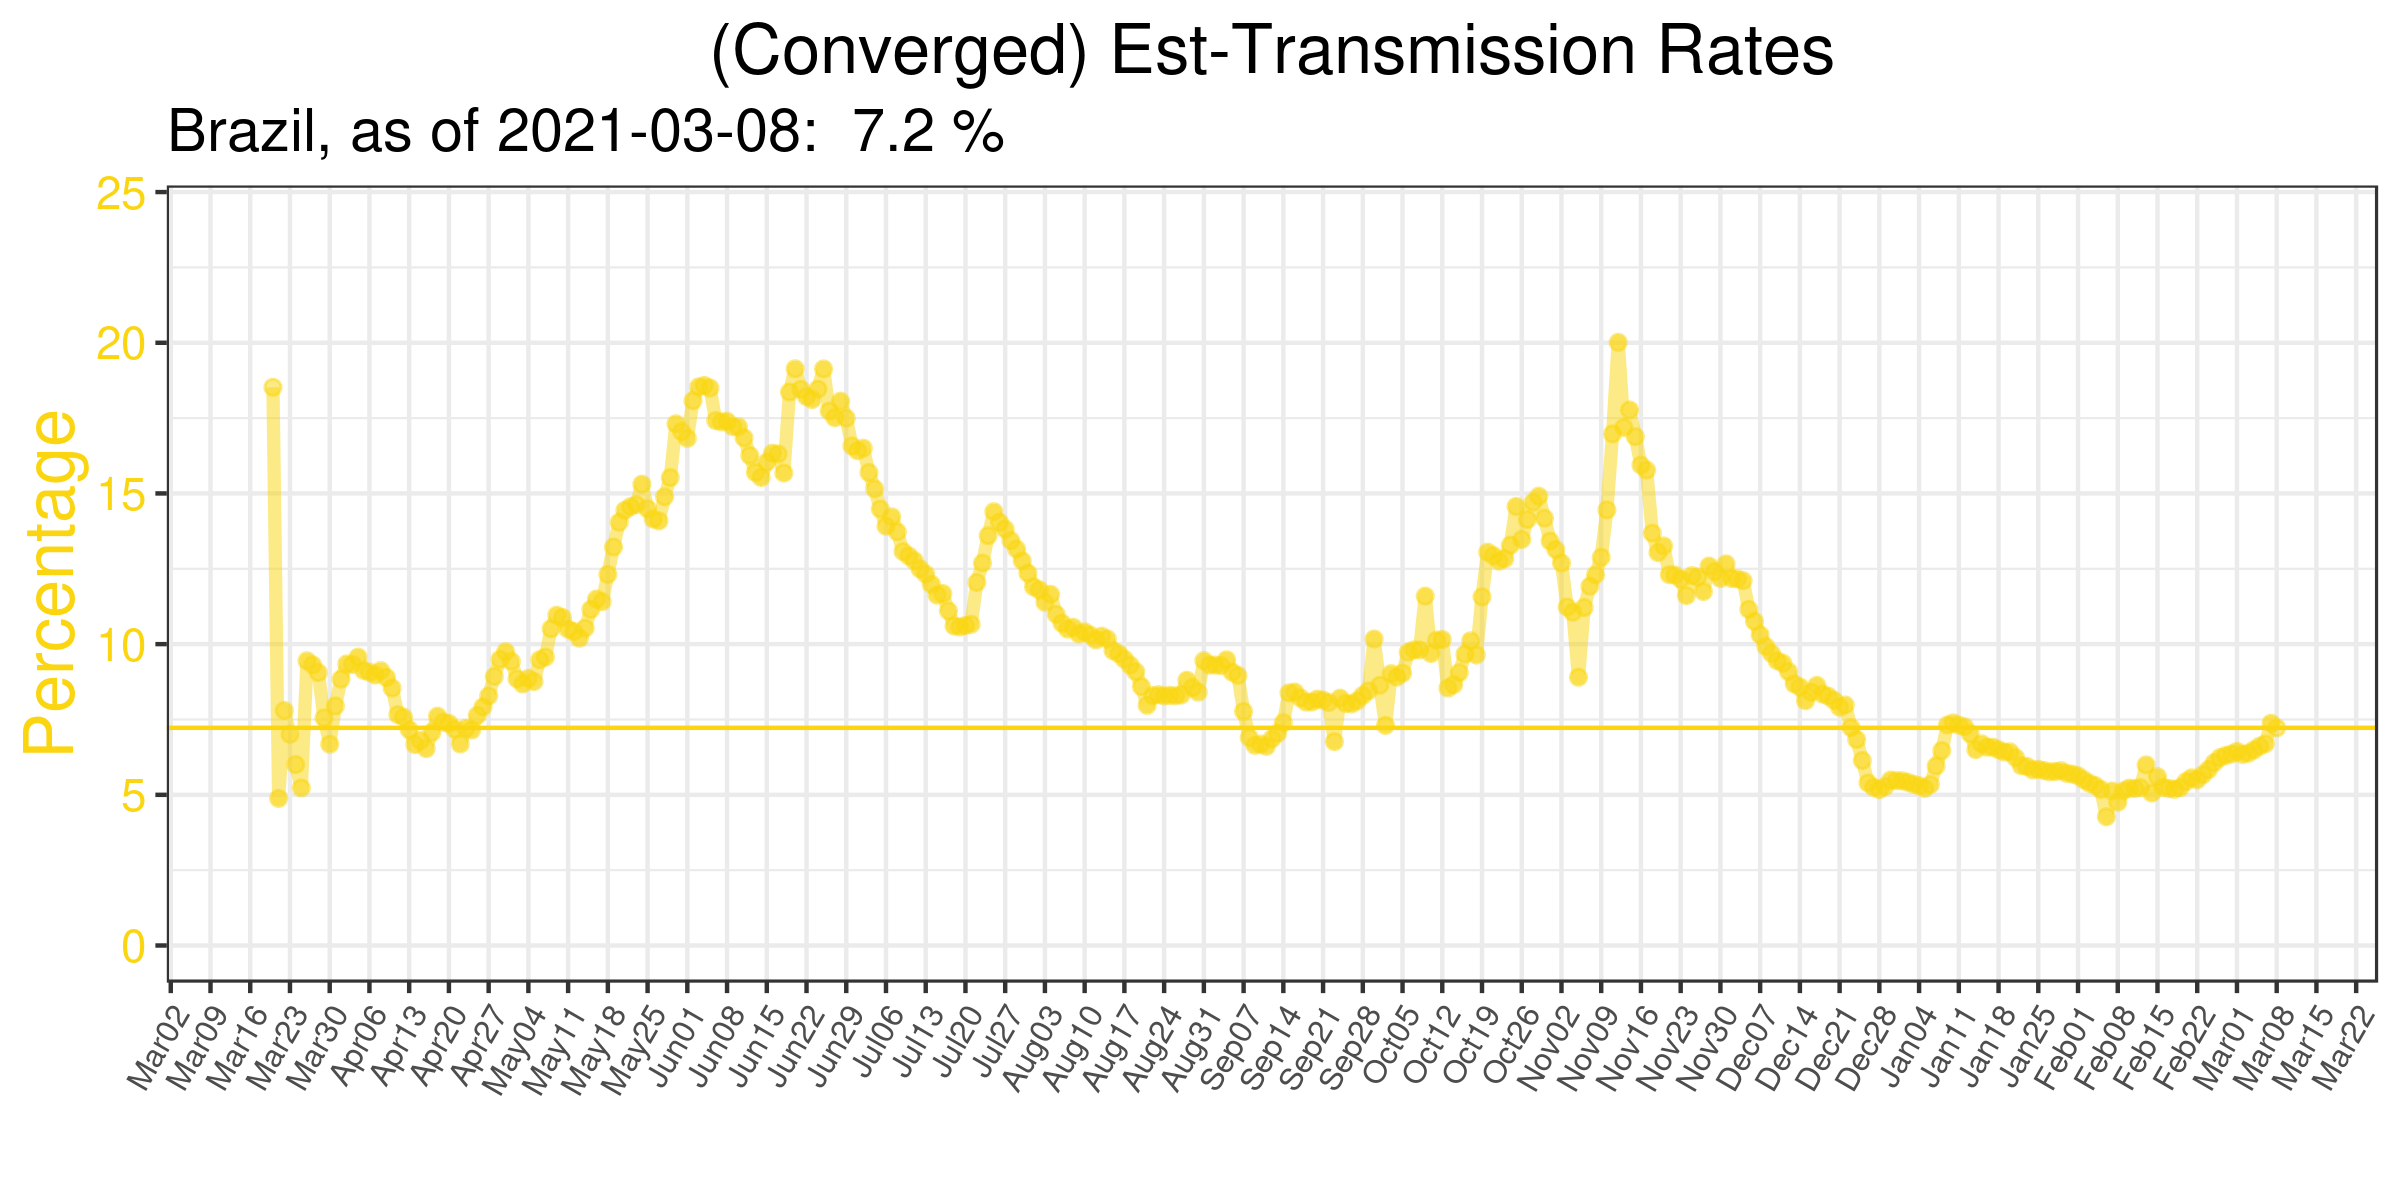 (Converged) Est-Transmission Rates
Brazil, as of 2021-03-08:  7.2 %
Percentage
25
20
15
10
5
0
Mar02
Mar09
Mar16
Mar23
Mar30
Apr06
Apr13
Apr20
Apr27
May04
May11
May18
May25
Jun01
Jun08
Jun15
Jun22
Jun29
Jul06
Jul13
Jul20
Jul27
Aug03
Aug10
Aug17
Aug24
Aug31
Sep07
Sep14
Sep21
Sep28
Oct05
Oct12
Oct19
Oct26
Nov02
Nov09
Nov16
Nov23
Nov30
Dec07
Dec14
Dec21
Dec28
Jan04
Jan11
Jan18
Jan25
Feb01
Feb08
Feb15
Feb22
Mar01
Mar08
Mar15
Mar22